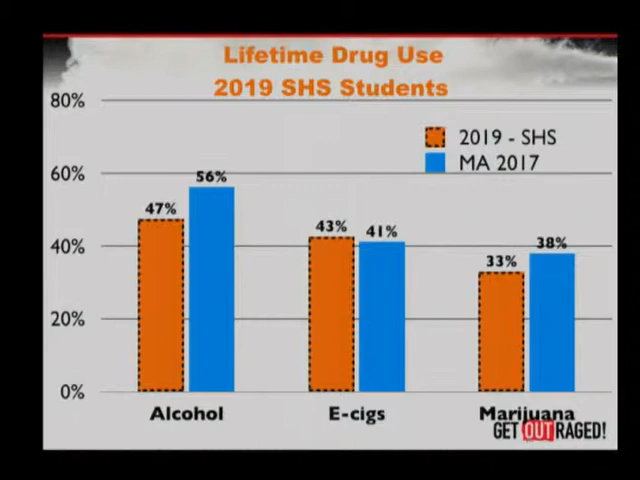 Lifetime Drug Use
2019 SHS Students
80%
60%
40%
20%
0%
2019 - SHS
MA 2017
47%
56%
43%
41%
33%
38%
Alcohol
E-cigs
Marijuana
GET OUTRAGED!